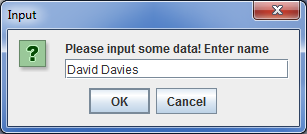 Input
Please input some data! Enter name
David Davies
OK Cancel